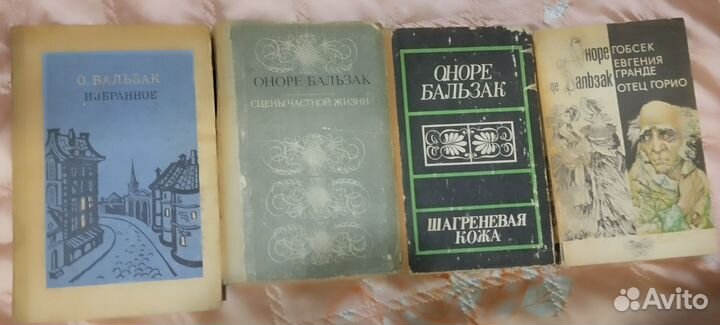 О. БАЛЬЗАК
ИЗБРАННОЕ
ОНОРЕ БАЛЬЗАК
СЦЕНЫ ЧАСТНОЙ ЖИЗНИ
ОНОРЕ
БАЛЬЗАК
ШАГРЕНЕВАЯ
КОЖА
Оноре
де Бальзак
ГОБСЕК
ЕВГЕНИЯ
ГРАНДЕ
ОТЕЦ ГОРИО
Avito